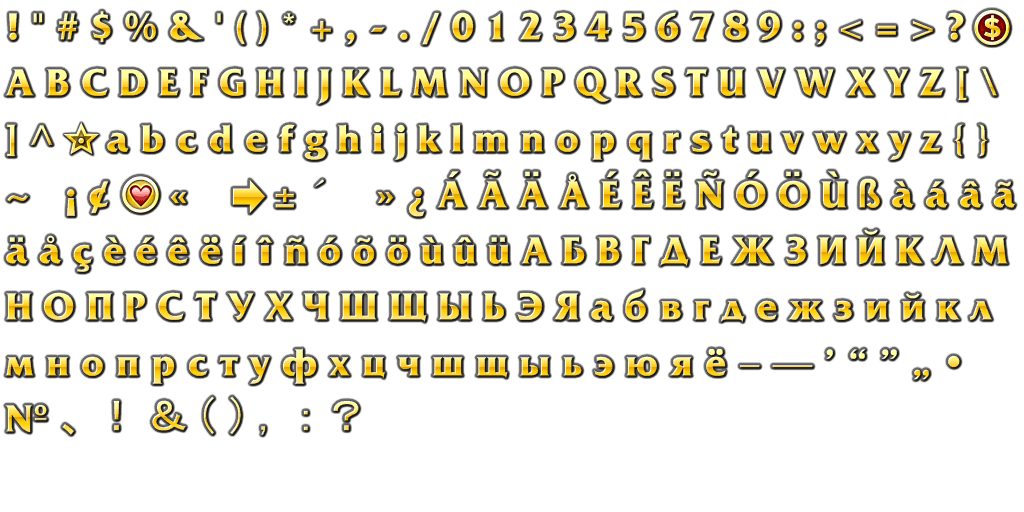 ! " # $ % & ' ( ) * + , - . / 0 1 2 3 4 5 6 7 8 9 : ; < = > ? $
A B C D E F G H I J K L M N O P Q R S T U V W X Y Z [ \
] ^ ☆ a b c d e f g h i j k l m n o p q r s t u v w x y z { }
~ ¡ ¢ ♥ « ➡ ± ´ » ¿ Á Ã Ä Å É Ê Ë Ñ Ó Ö Ù ß à á â ã
ä å ç è é ê ë í î ñ ó õ ö ù û ü А Б В Г Д Е Ж З И Й К Л М
Н О П Р С Т У Х Ч Ш Щ Ы Ь Э Я а б в г д е ж з и й к л
м н о п р с т у ф х ц ч ш щ ы ь э ю я ё – — ’ “ ” „ •
№ 、 ！ ＆ （ ） ， ： ？